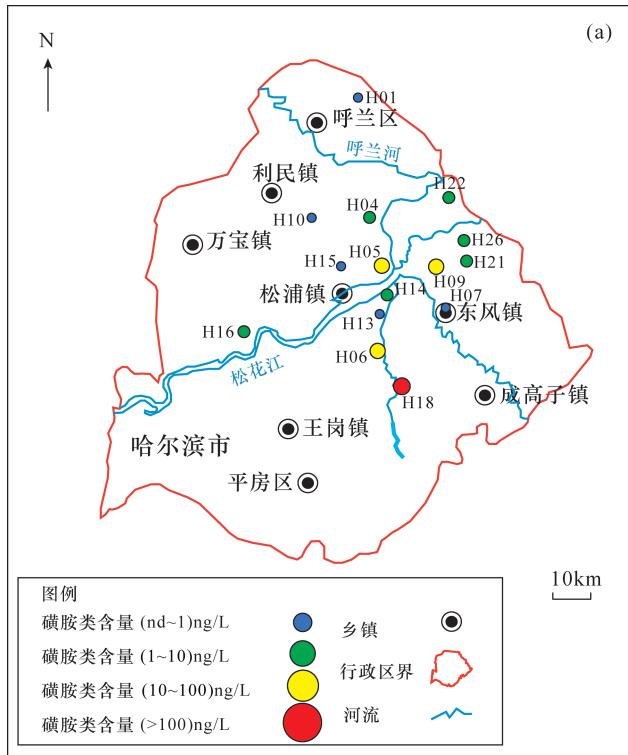 (a)
N
H01
呼兰区
呼兰河
利民镇
H22
H04
H10
万宝镇
H26
H05
H21
H15
H09
松浦镇
H14
H07
东风镇
H13
H16
松花江
H06
成高子镇
H18
王岗镇
哈尔滨市
平房区
10km
图例
磺胺类含量 (nd~1)ng/L
乡镇
磺胺类含量 (1~10)ng/L
行政区界
磺胺类含量 (10~100)ng/L
河流
磺胺类含量 (>100)ng/L